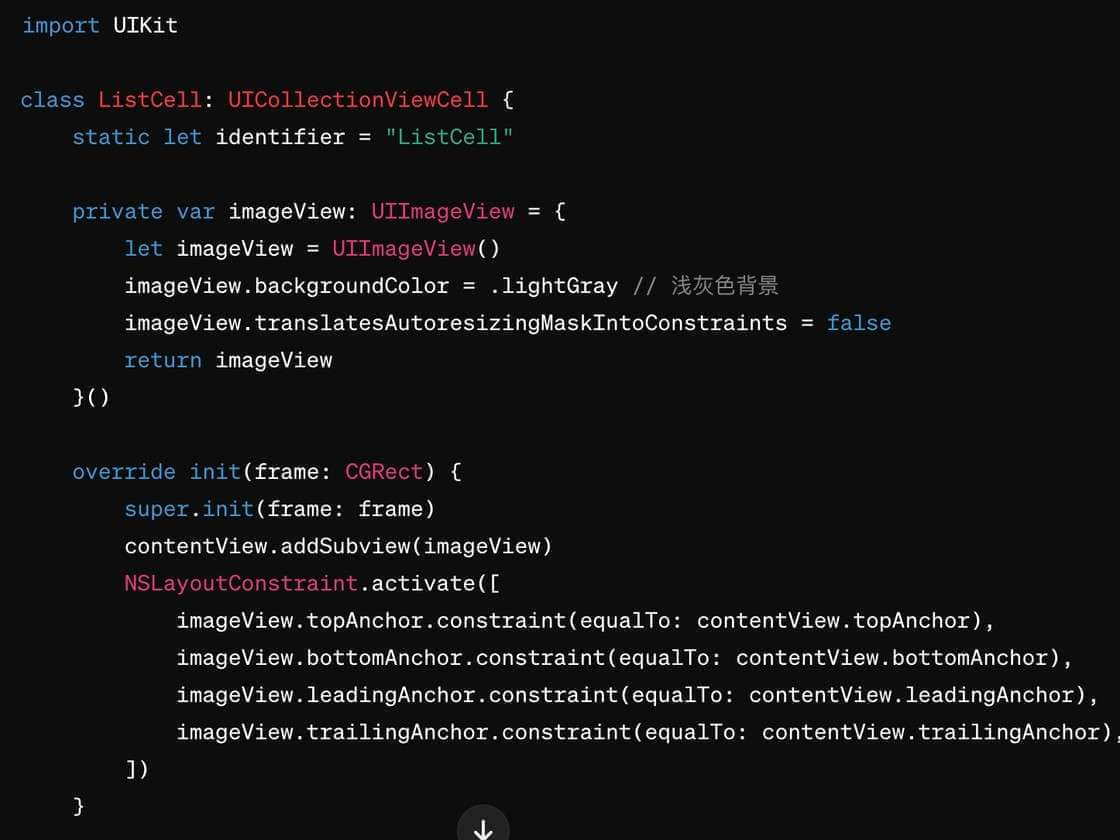 import UIKit
class ListCell: UICollectionViewCell {
static let identifier = "ListCell"
private var imageView: UIImageView = {
let imageView = UIImageView()
imageView.backgroundColor = .lightGray // 浅灰色背景
imageView.translatesAutoresizingMaskIntoConstraints = false
return imageView
}()
override init(frame: CGRect) {
super.init(frame: frame)
contentView.addSubview(imageView)
NSLayoutConstraint.activate([
imageView.topAnchor.constraint(equalTo: contentView.topAnchor),
imageView.bottomAnchor.constraint(equalTo: contentView.bottomAnchor),
imageView.leadingAnchor.constraint(equalTo: contentView.leadingAnchor),
imageView.trailingAnchor.constraint(equalTo: contentView.trailingAnchor),
])
}